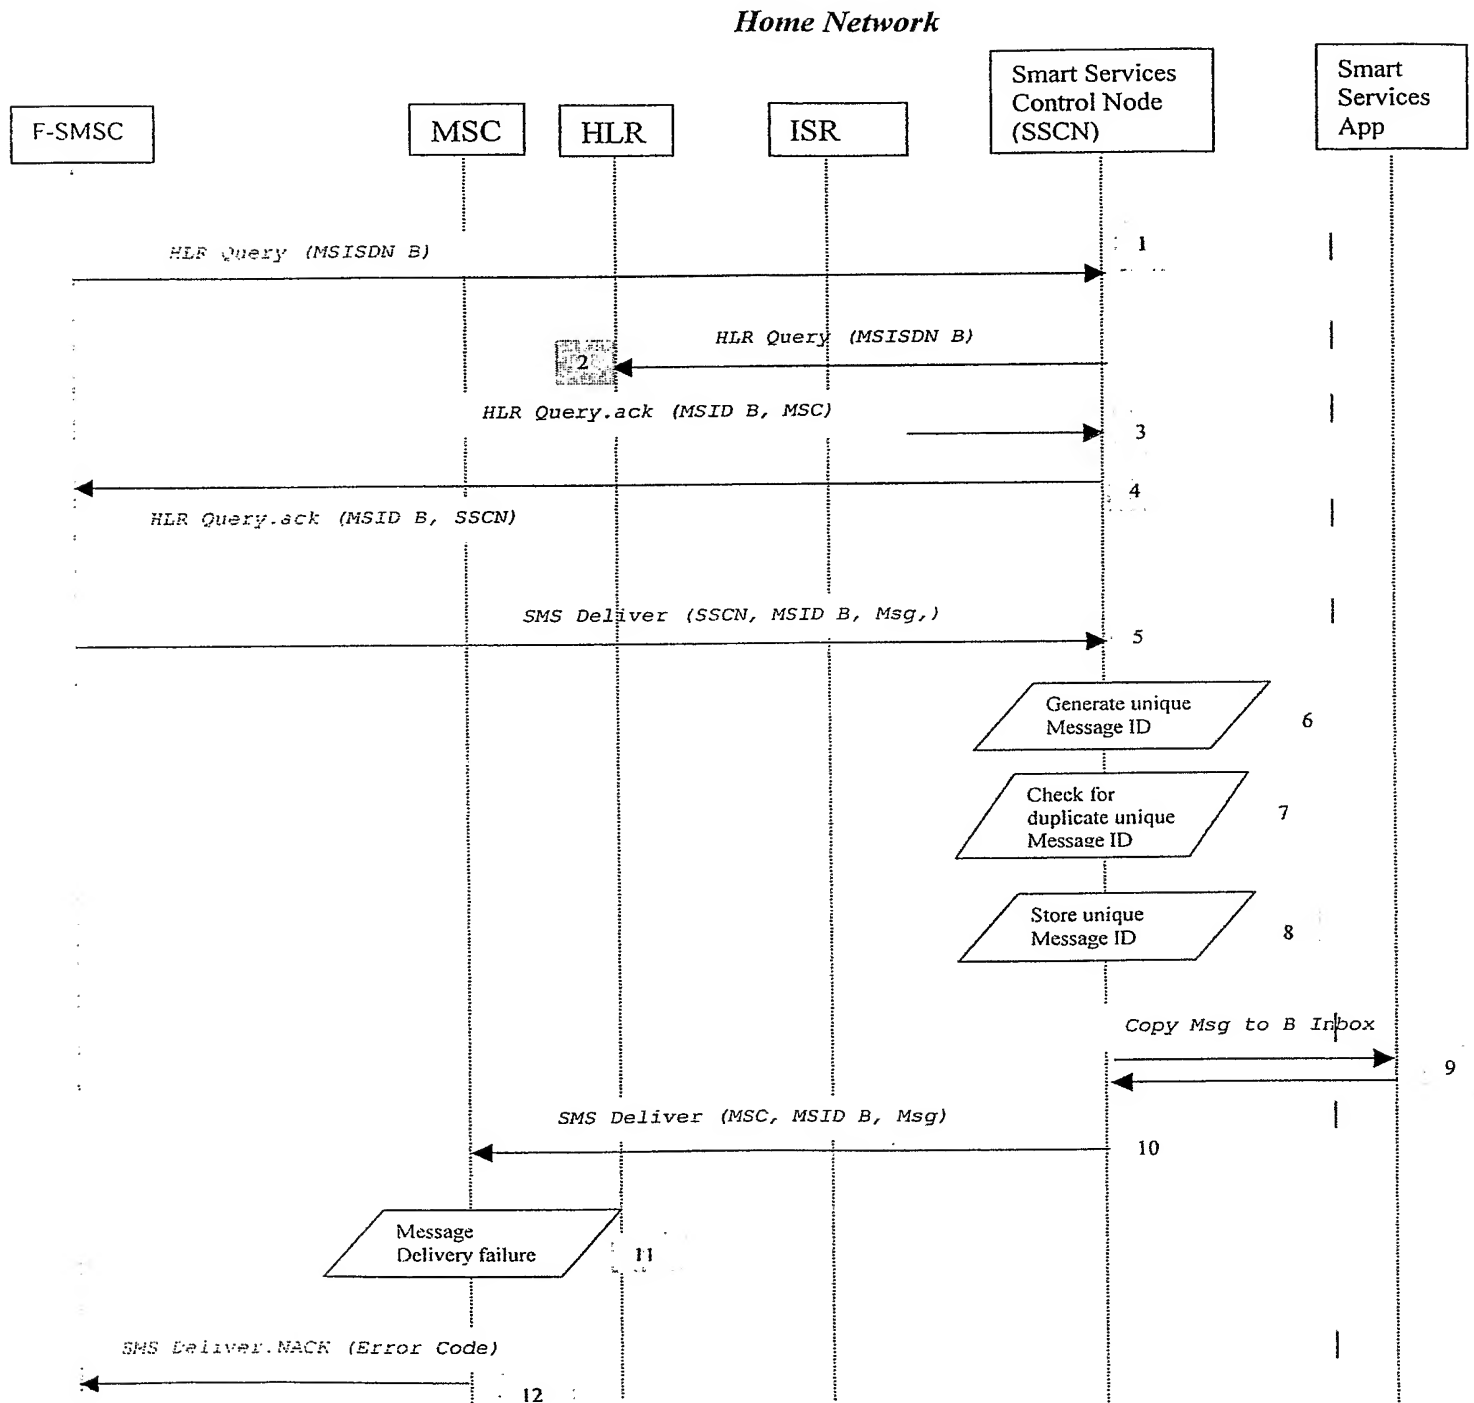 Home Network
F-SMSC
MSC
HLR
ISR
Smart Services
Control Node
(SSCN)
Smart
Services
App
HLR Query (MSISDN B)
1
HLR Query (MSISDN B)
2
HLR Query.ack (MSID B, MSC)
3
4
HLR Query.ack (MSID B, SSCN)
SMS Deliver (SSCN, MSID B, Msg,)
5
Generate unique
Message ID
6
Check for
duplicate unique
Message ID
7
Store unique
Message ID
8
Copy Msg to B Inbox
9
SMS Deliver (MSC, MSID B, Msg)
10
Message
Delivery failure
11
SMS Deliver.NACK (Error Code)
12